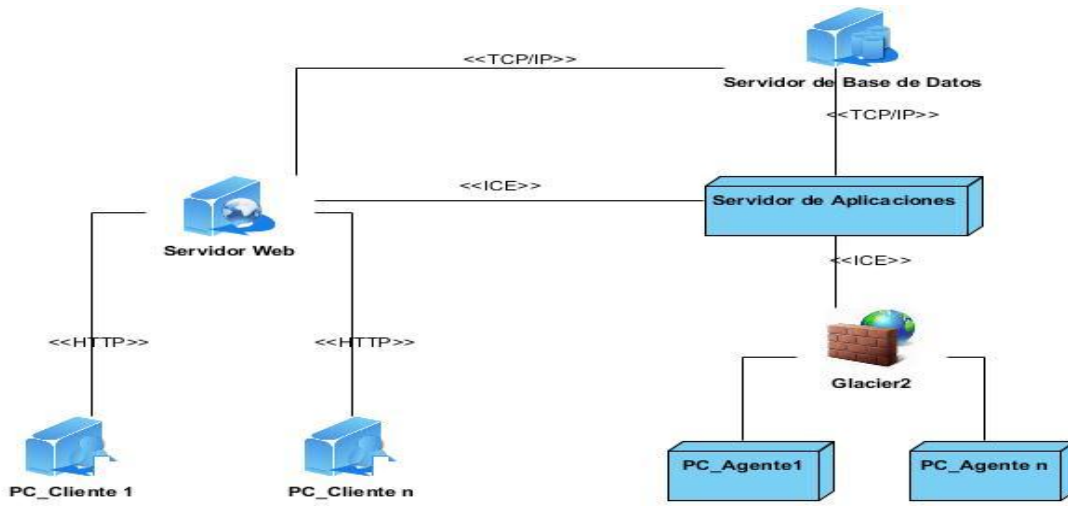 <<TCP/IP>>
Servidor de Base de Datos
<<TCP/IP>>
<<ICE>>
Servidor de Aplicaciones
Servidor Web
<<ICE>>
<<HTTP>>
<<HTTP>>
Glacier2
PC_Agente1
PC_Agente n
PC_Cliente 1
PC_Cliente n